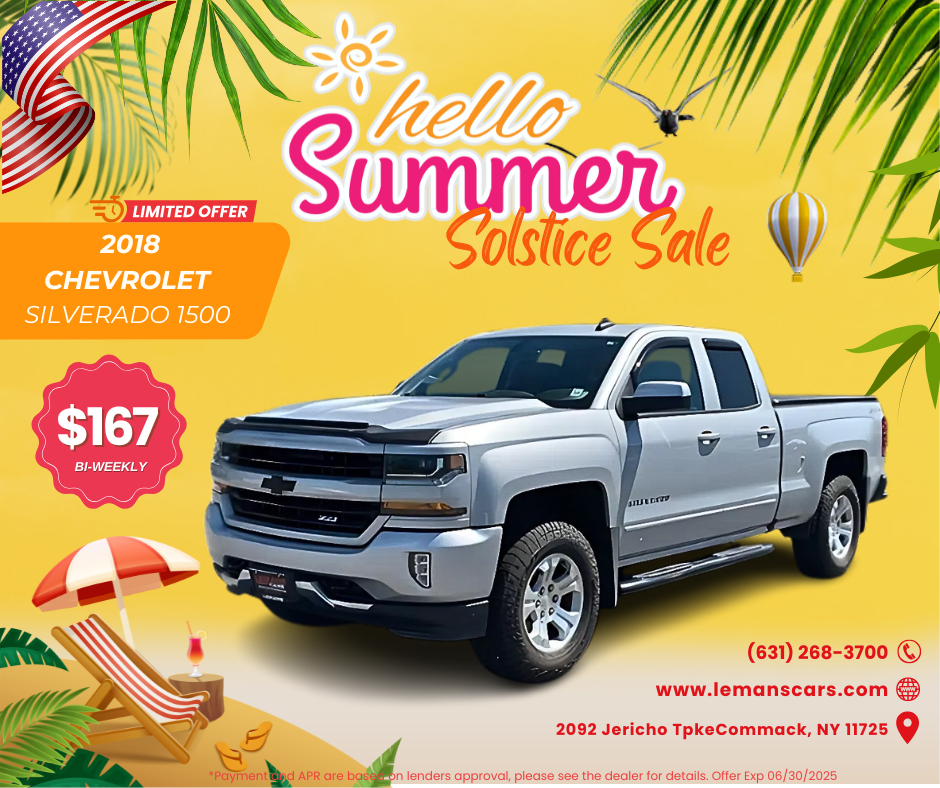 hello
Summer
Solstice Sale
LIMITED OFFER
2018
CHEVROLET
SILVERADO 1500
$167
BI-WEEKLY
Z71
(631) 268-3700
www.lemanscars.com
2092 Jericho TpkeCommack, NY 11725
*Payment and APR are based on lenders approval, please see the dealer for details. Offer Exp 06/30/2025